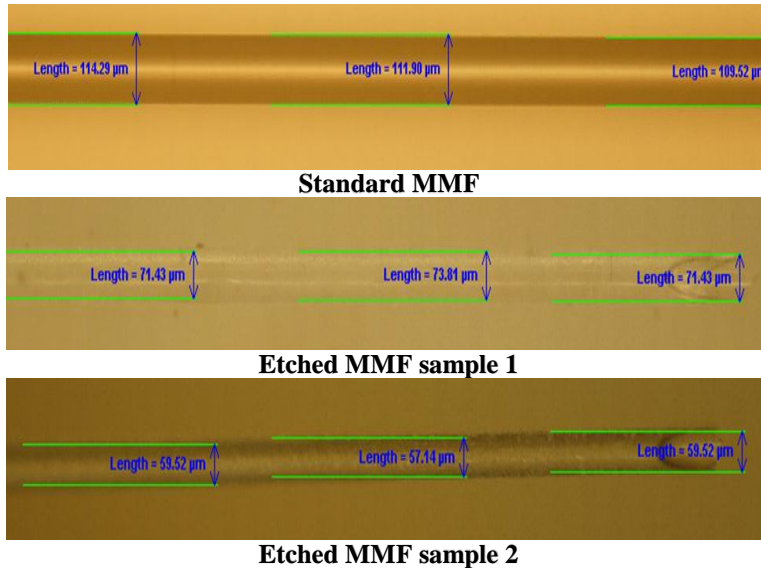 Length = 114.29 µm Length = 111.90 µm Length = 109.52 µm
Standard MMF
Length = 71.43 µm Length = 73.81 µm Length = 71.43 µm
Etched MMF sample 1
Length = 59.52 µm Length = 57.14 µm Length = 59.52 µm
Etched MMF sample 2